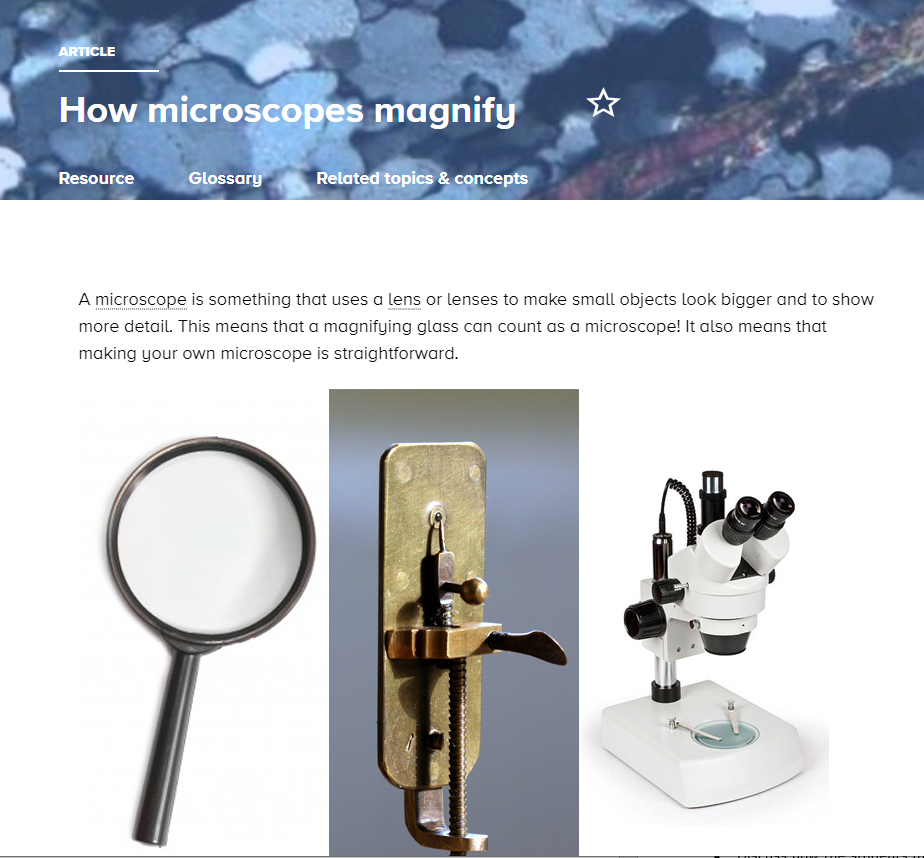 ARTICLE
How microscopes magnify
Resource Glossary Related topics & concepts
A microscope is something that uses a lens or lenses to make small objects look bigger and to show
more detail. This means that a magnifying glass can count as a microscope! It also means that
making your own microscope is straightforward.